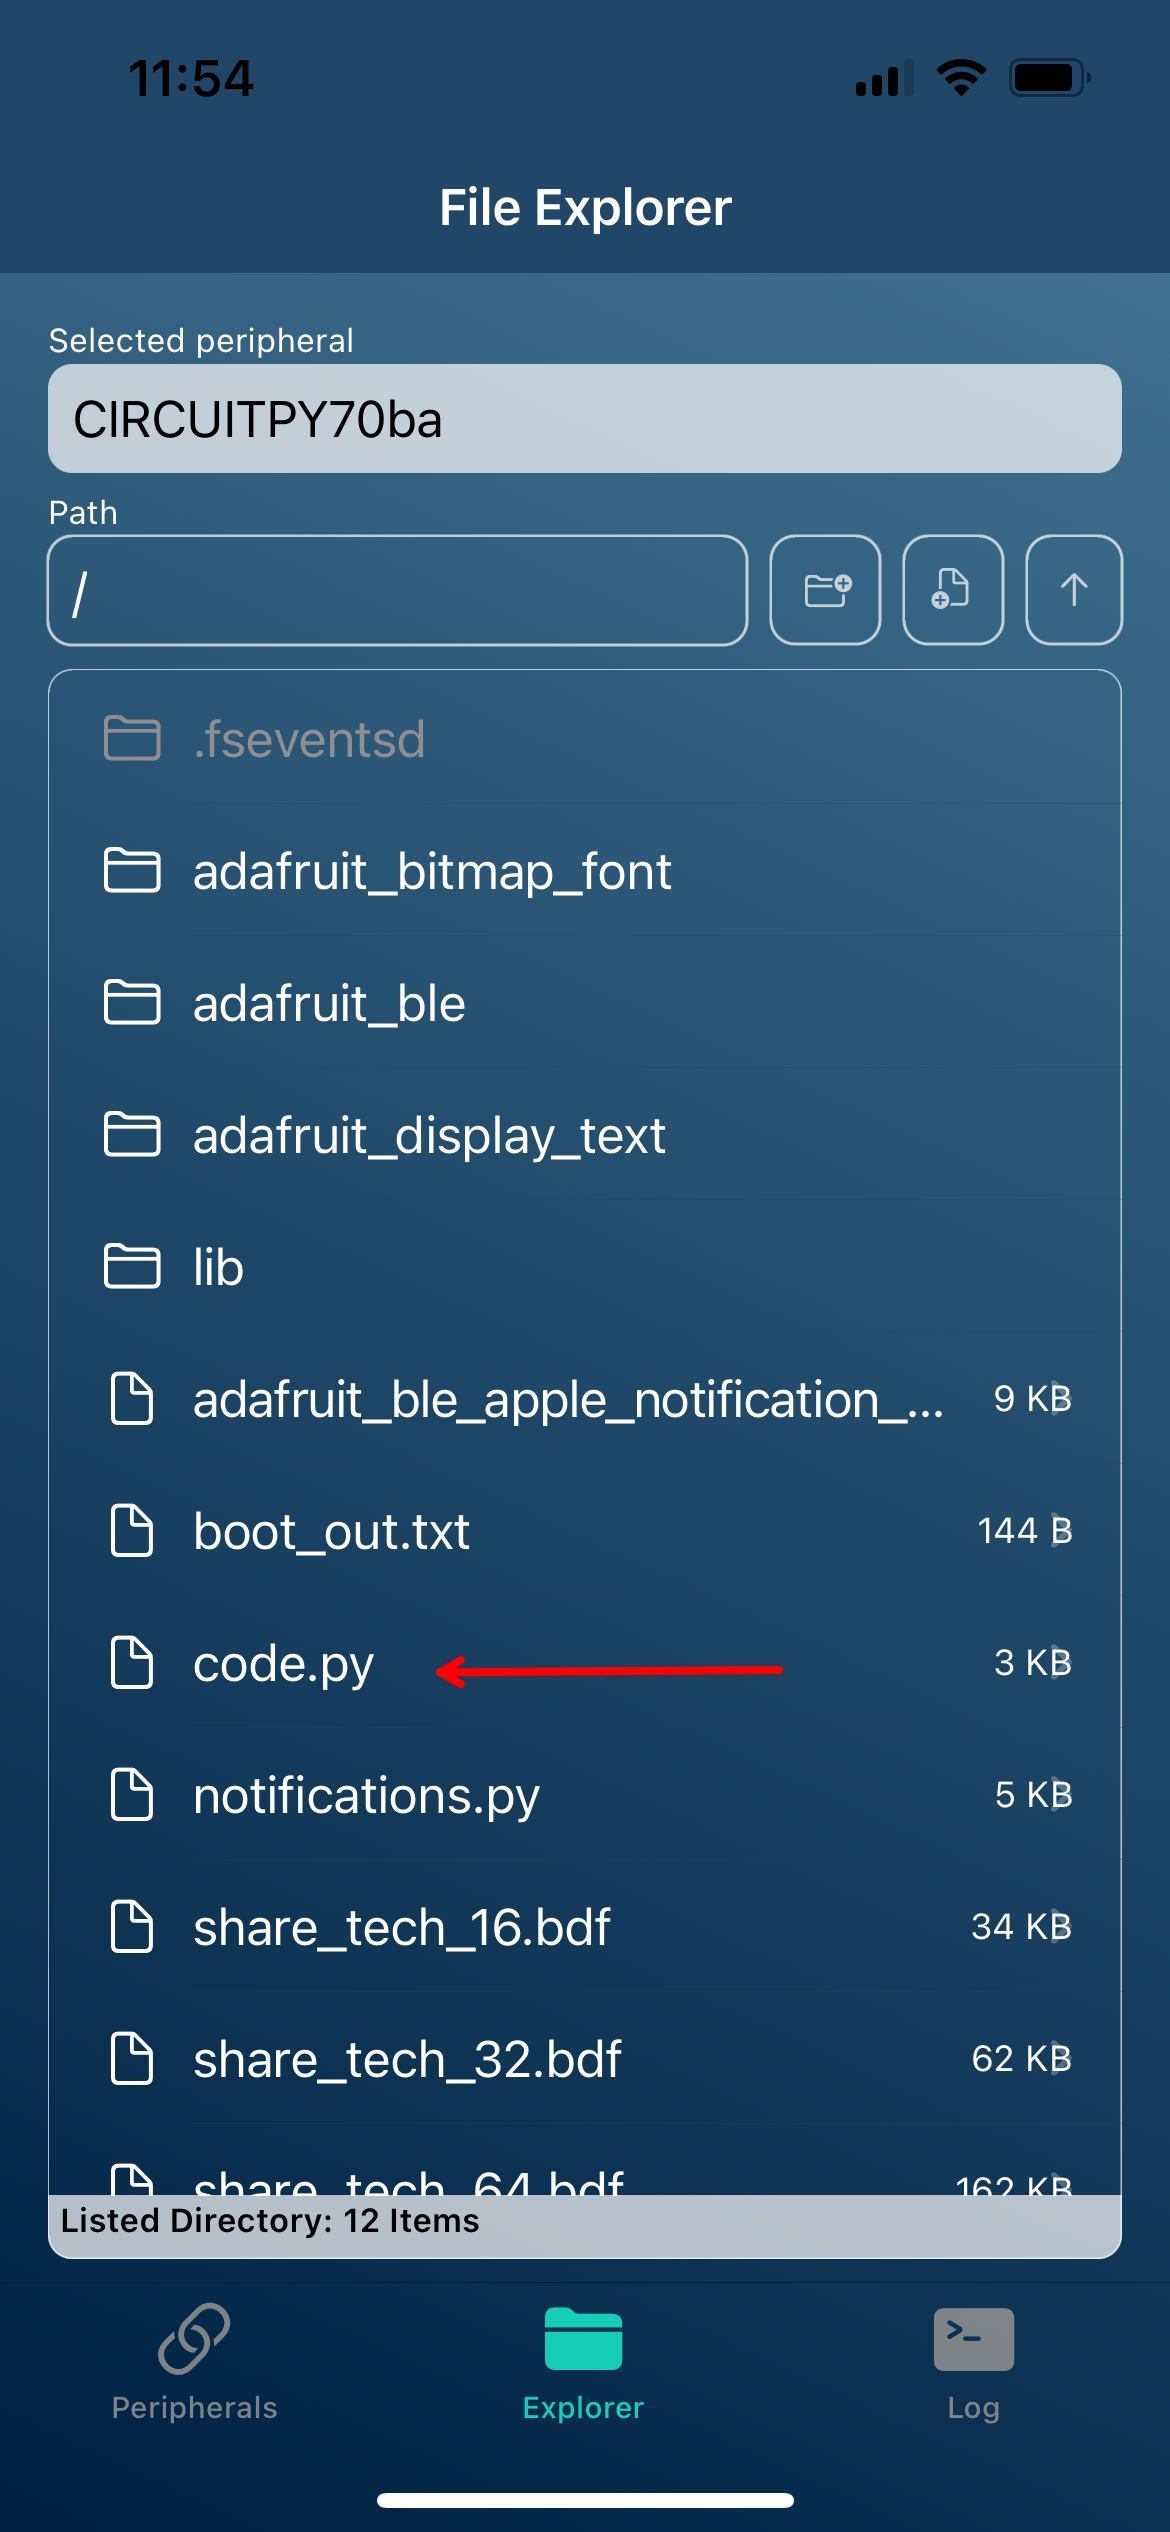 11:54
File Explorer
Selected peripheral
CIRCUITPY70ba
Path
/
.fseventsd
adafruit_bitmap_font
adafruit_ble
adafruit_display_text
lib
adafruit_ble_apple_notification_... 9 KB
boot_out.txt 144 B
code.py 3 KB
notifications.py 5 KB
share_tech_16.bdf 34 KB
share_tech_32.bdf 62 KB
share_tech_64.bdf 162 KB
Listed Directory: 12 Items
Peripherals Explorer Log